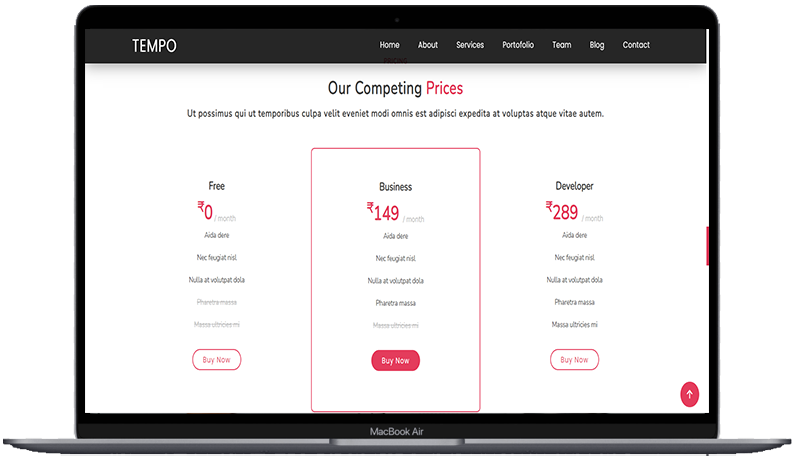 TEMPO
Home About Services Portofolio Team Blog Contact
PRICES
Our Competing Prices
Ut possimus qui ut temporibus culpa velit eveniet modi omnis est adipisci expedita at voluptas atque vitae autem.
Free
₹0 / month
Aida dere
Nec feugiat nisl
Nulla at volutpat dola
Pharetra massa
Massa ultricies mi
Buy Now
Business
₹149 / month
Aida dere
Nec feugiat nisl
Nulla at volutpat dola
Pharetra massa
Massa ultricies mi
Buy Now
Developer
₹289 / month
Aida dere
Nec feugiat nisl
Nulla at volutpat dola
Pharetra massa
Massa ultricies mi
Buy Now
MacBook Air